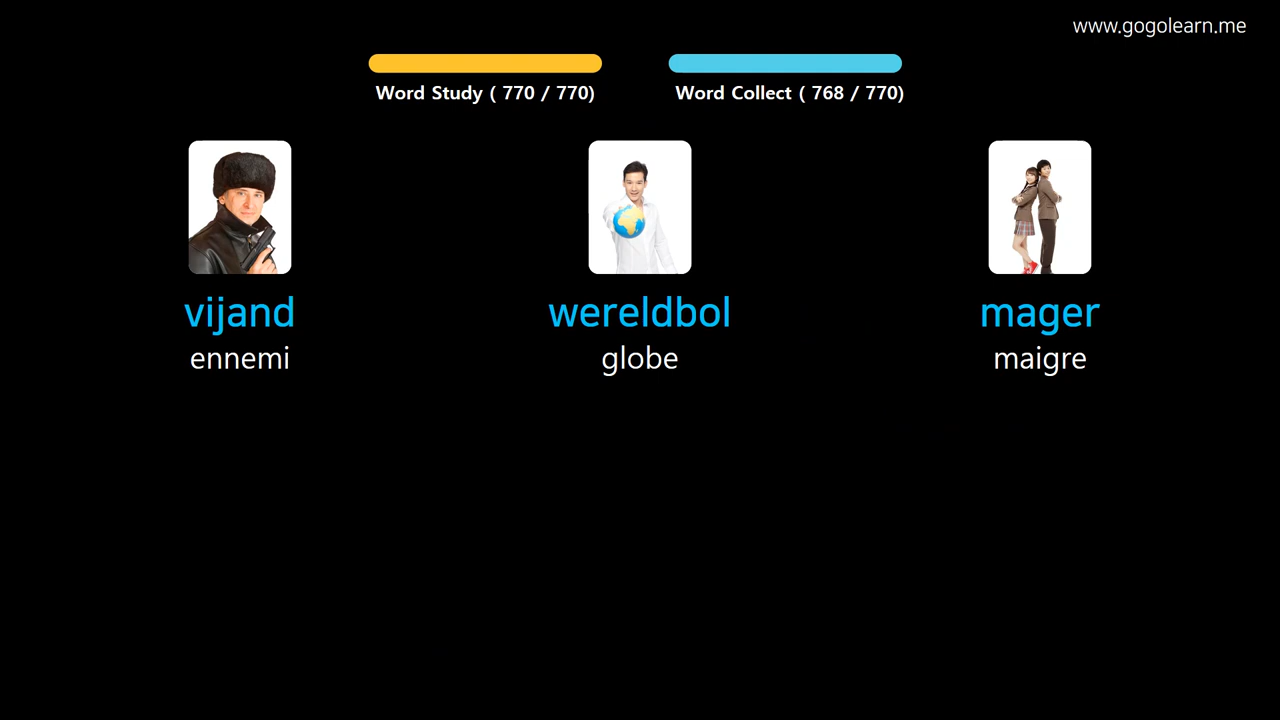 www.gogolearn.me
Word Study ( 770 / 770)
Word Collect ( 768 / 770)
vijand
ennemi
wereldbol
globe
mager
maigre